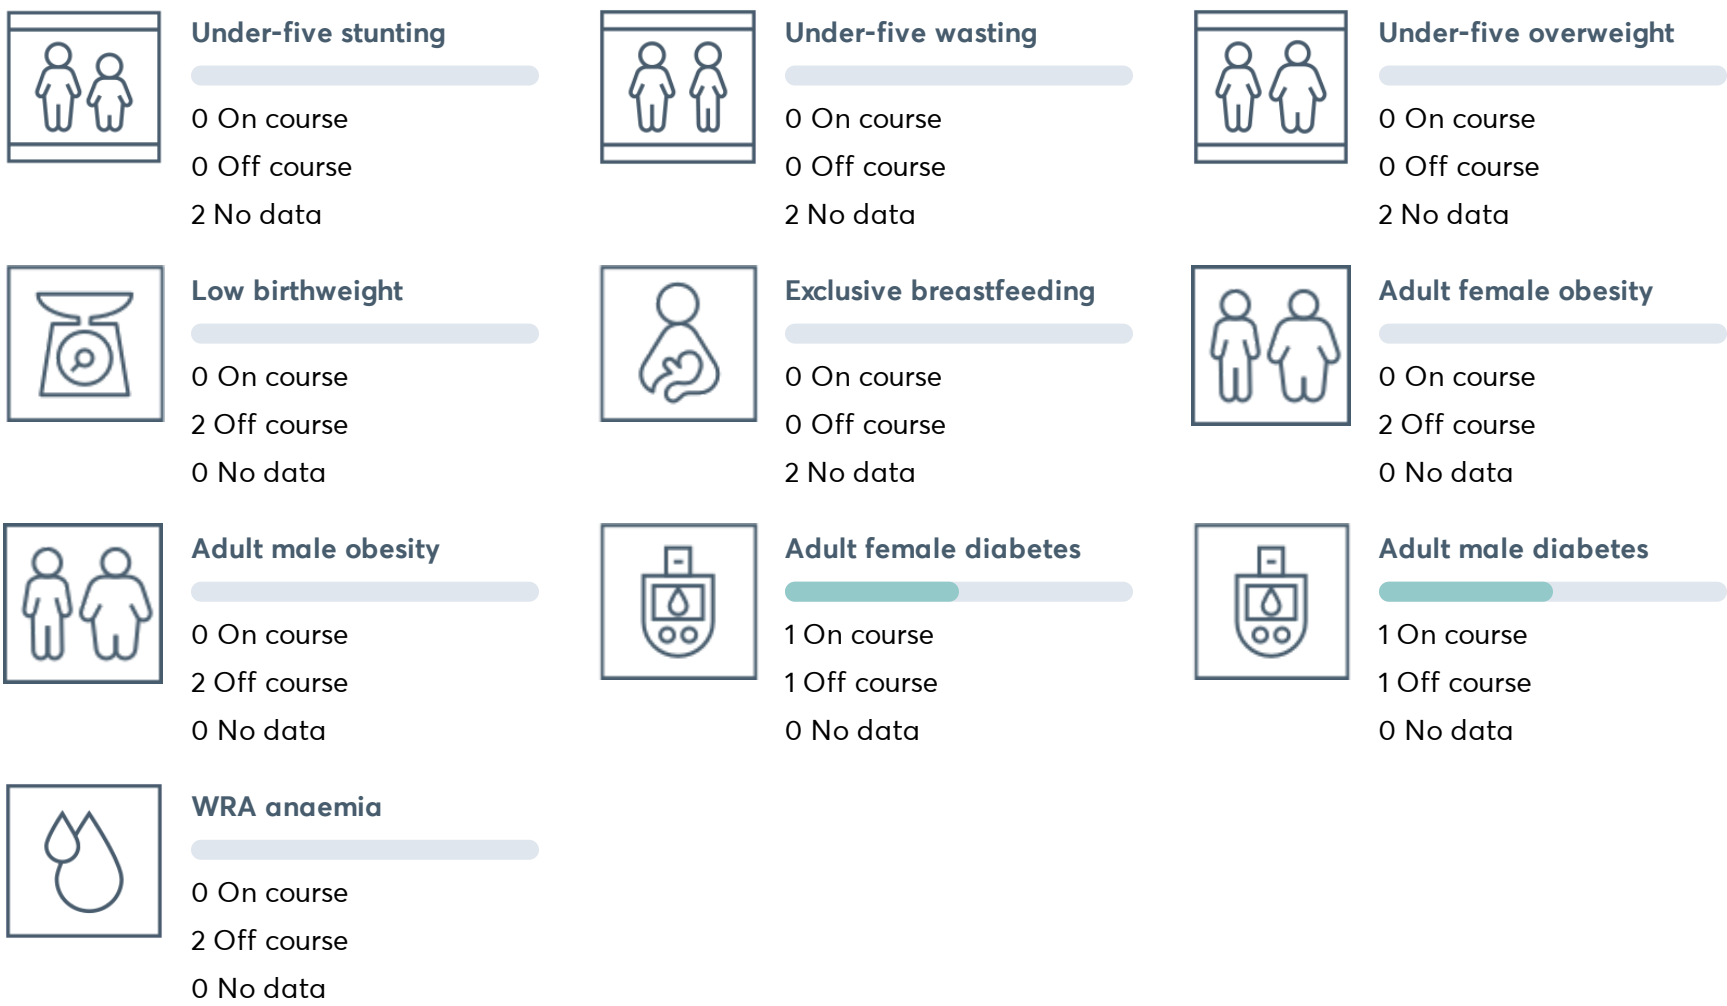 Under-five stunting
0 On course
0 Off course
2 No data
Under-five wasting
0 On course
0 Off course
2 No data
Under-five overweight
0 On course
0 Off course
2 No data
Low birthweight
0 On course
2 Off course
0 No data
Exclusive breastfeeding
0 On course
0 Off course
2 No data
Adult female obesity
0 On course
2 Off course
0 No data
Adult male obesity
0 On course
2 Off course
0 No data
Adult female diabetes
1 On course
1 Off course
0 No data
Adult male diabetes
1 On course
1 Off course
0 No data
WRA anaemia
0 On course
2 Off course
0 No data